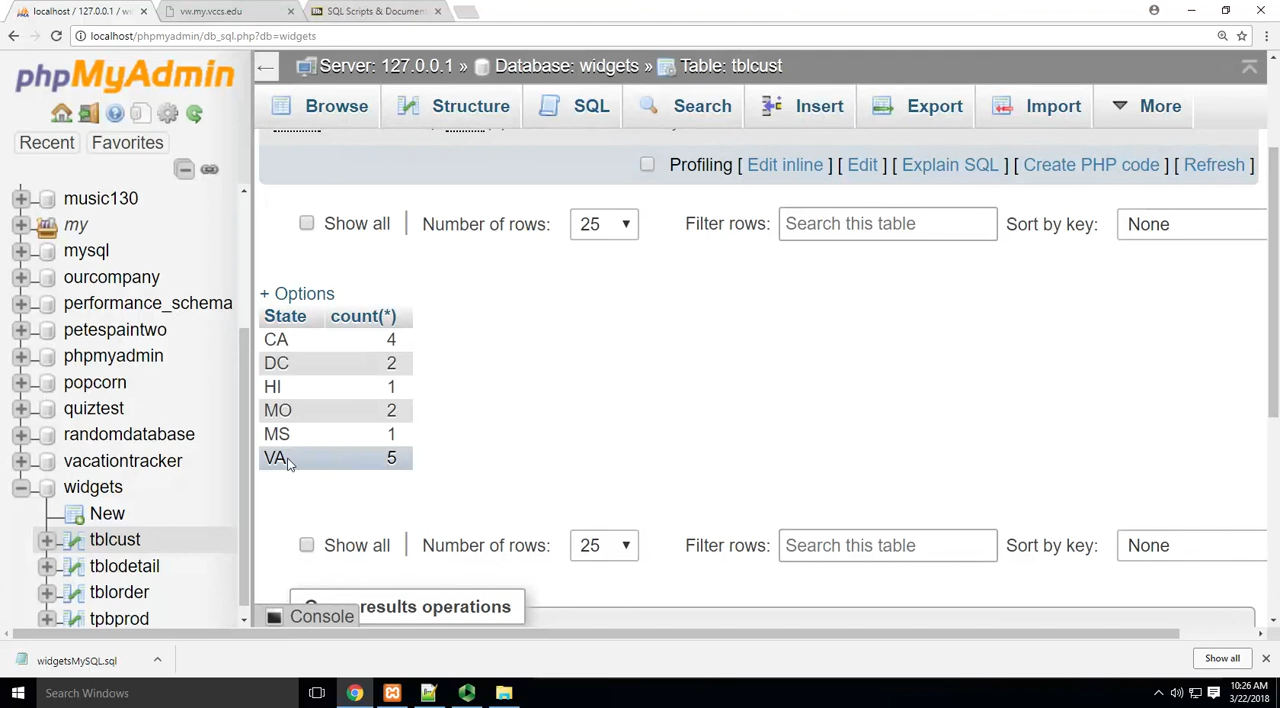 localhost / 127.0.0.1 / wi
vw.my.vccs.edu
SQL Scripts & Documen
localhost/phpmyadmin/db_sql.php?db=widgets
phpMyAdmin
Recent
Favorites
music130
my
mysql
ourcompany
performance_schema
petespaintwo
phpmyadmin
popcorn
quiztest
randomdatabase
vacationtracker
widgets
New
tblcust
tblodetail
tblorder
tpbprod
Server: 127.0.0.1 » Database: widgets » Table: tblcust
Browse Structure SQL Search Insert Export Import More
Profiling [ Edit inline ] [ Edit ] [ Explain SQL ] [ Create PHP code ] [ Refresh ]
Show all Number of rows: 25 Filter rows: Search this table Sort by key: None
+ Options
State count(*)
CA 4
DC 2
HI 1
MO 2
MS 1
VA 5
Show all Number of rows: 25 Filter rows: Search this table Sort by key: None
results operations
Console
widgetsMySQL.sql
Show all
Search Windows
10:26 AM
3/22/2018